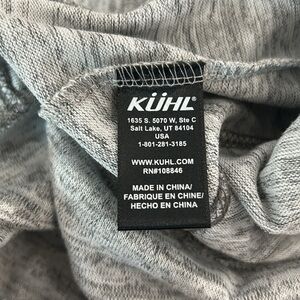 KÜHL®
1635 S. 5070 W, Ste C
Salt Lake, UT 84104
USA
1-801-281-3185
WWW.KUHL.COM
RN#108846
MADE IN CHINA/
FABRIQUE EN CHINE/
HECHO EN CHINA